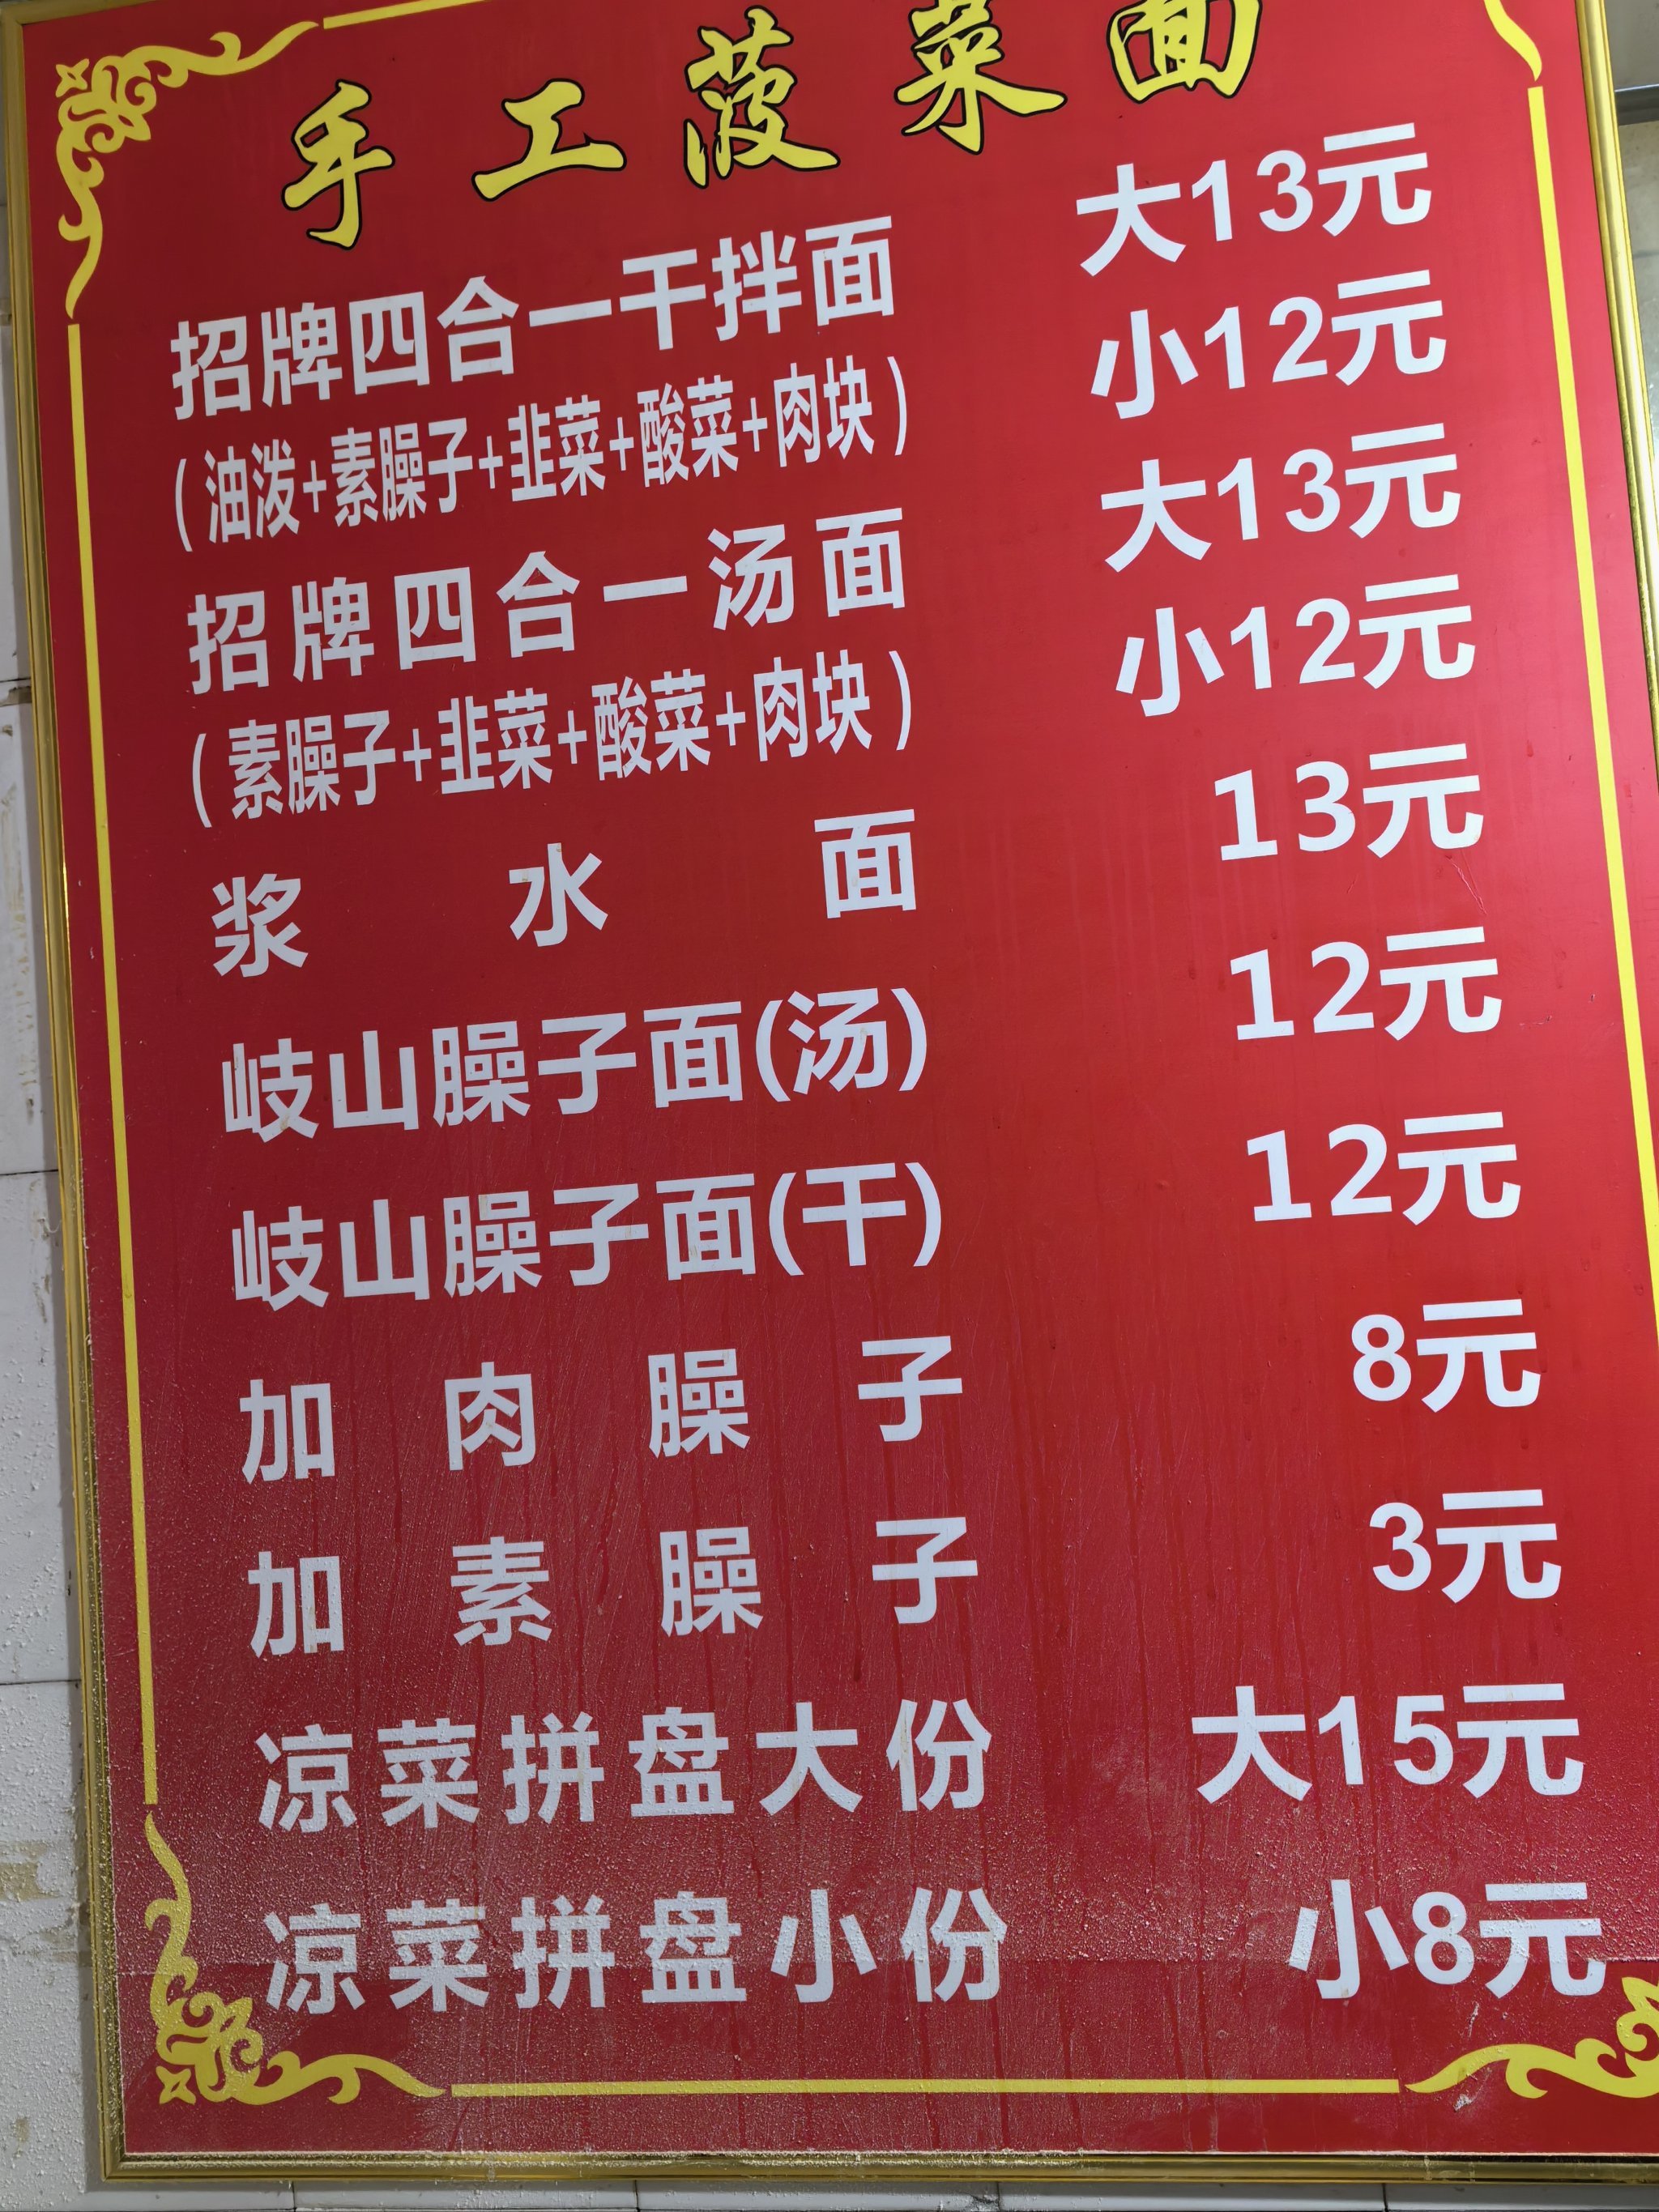 手工菠菜面
招牌四合一干拌面 大13元
(油泼+素臊子+韭菜+酸菜+肉块) 小12元
招牌四合一汤面 大13元
(素臊子+韭菜+酸菜+肉块) 小12元
浆水面 13元
岐山臊子面(汤) 12元
岐山臊子面(干) 12元
加肉臊子 8元
加素臊子 3元
凉菜拼盘大份 大15元
凉菜拼盘小份 小8元